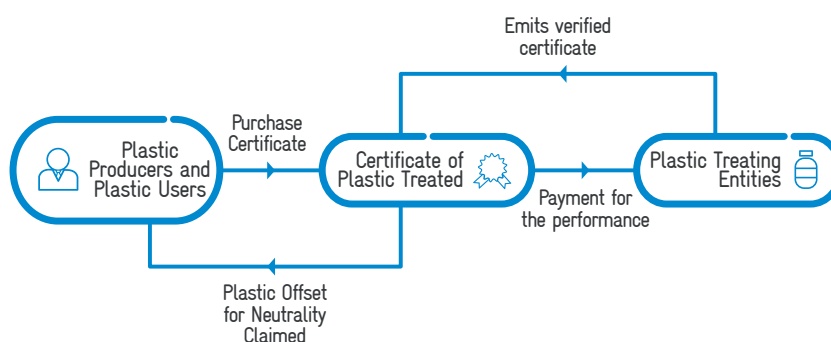 Emits verified
certificate
Plastic
Producers and
Plastic Users
Purchase
Certificate
Certificate of
Plastic Treated
Payment for
the performance
Plastic Treating
Entities
Plastic Offset
for Neutrality
Claimed